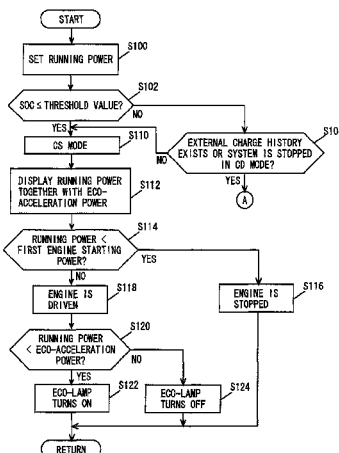 START
S100
SET RUNNING POWER
S102
SOC ≤ THRESHOLD VALUE?
NO
YES
S110
CS MODE
NO
S10
EXTERNAL CHARGE HISTORY
EXISTS OR SYSTEM IS STOPPED
IN CD MODE?
YES
A
S112
DISPLAY RUNNING POWER
TOGETHER WITH ECO-
ACCELERATION POWER
S114
RUNNING POWER <
FIRST ENGINE STARTING
POWER?
YES
NO
S118
ENGINE IS
DRIVEN
S116
ENGINE IS
STOPPED
S120
RUNNING POWER
< ECO-ACCELERATION
POWER?
NO
YES
S122
ECO-LAMP
TURNS ON
S124
ECO-LAMP
TURNS OFF
RETURN